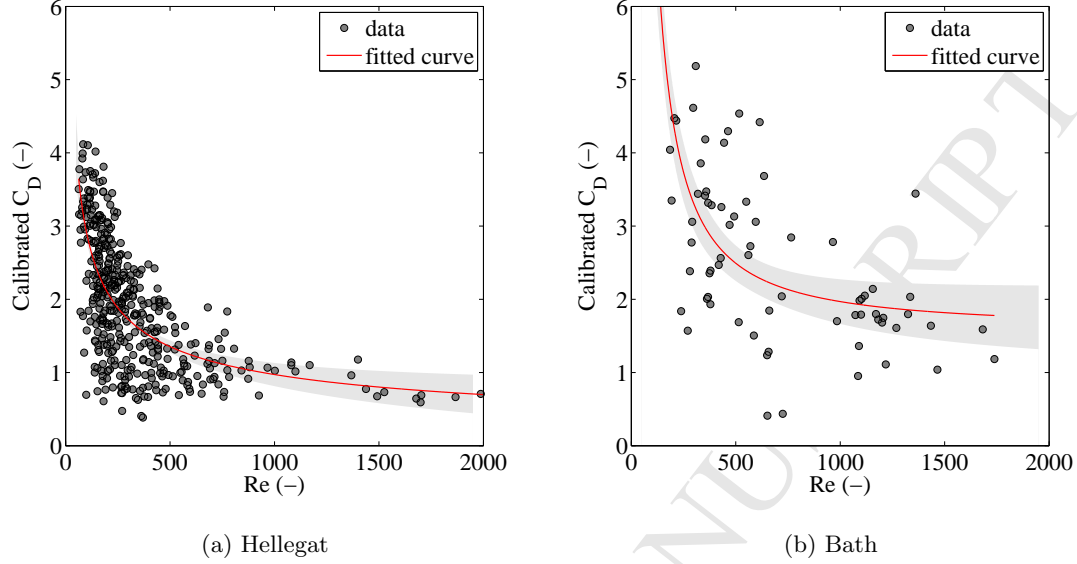 6
5
4
3
2
1
0
0 500 1000 1500 2000
Calibrated C_D (–)
Re (–)
data
fitted curve
(a) Hellegat
6
5
4
3
2
1
0
0 500 1000 1500 2000
Calibrated C_D (–)
Re (–)
data
fitted curve
(b) Bath
NUSCRIPT